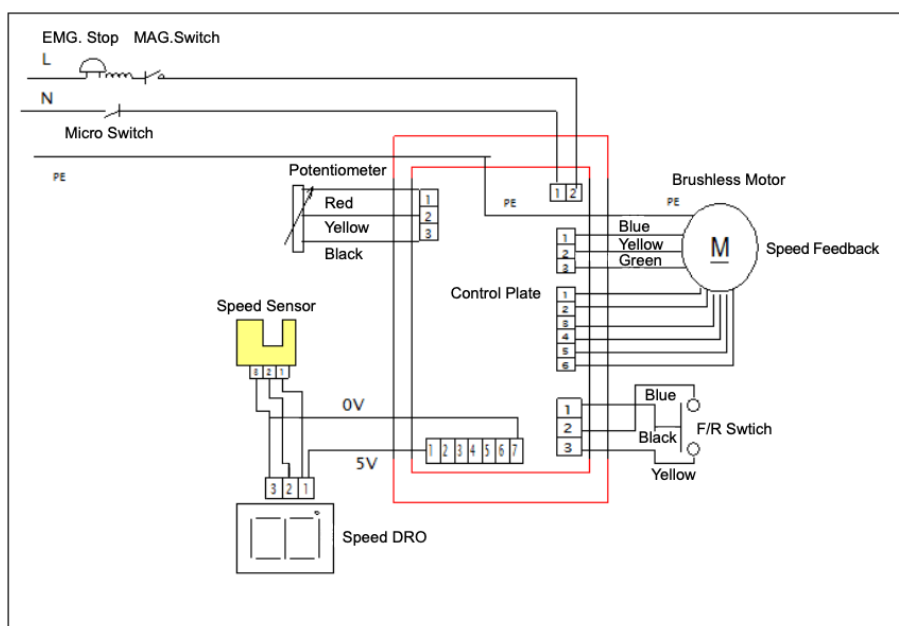 EMG. Stop MAG.Switch
L
N
Micro Switch
PE
Potentiometer
Red
Yellow
Black
1
2
3
1 2
PE
PE
Brushless Motor
Blue
Yellow
Green
1
2
3
M
Speed Feedback
Control Plate
1
2
3
4
5
6
Speed Sensor
3 2 1
0V
5V
1 2 3 4 5 6 7
1
2
3
Blue
Black
Yellow
F/R Swtich
3 2 1
Speed DRO